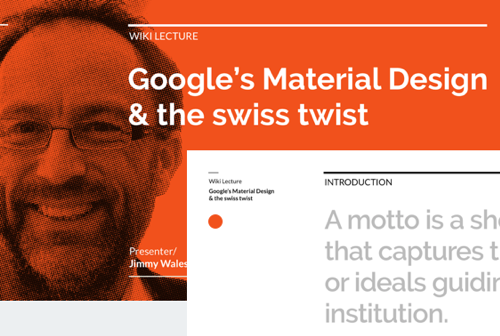 WIKI LECTURE
Google's Material Design
& the swiss twist
Presenter/
Jimmy Wales
Wiki Lecture
Google's Material Design
& the swiss twist
INTRODUCTION
A motto is a sho
that captures t
or ideals guidin
institution.